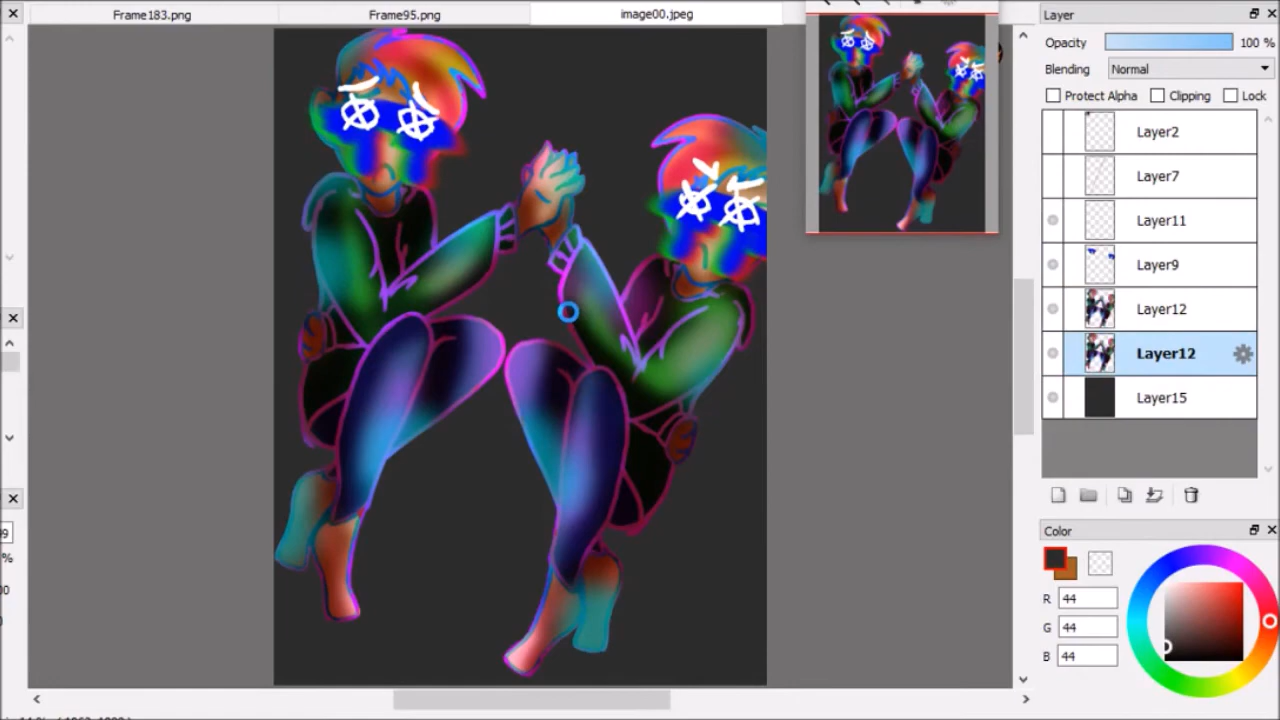 Frame183.png
Frame95.png
image00.jpeg
Layer
Opacity
100 %
Blending
Normal
Protect Alpha
Clipping
Lock
Layer2
Layer7
Layer11
Layer9
Layer12
Layer12
Layer15
Color
R 44
G 44
B 44
%